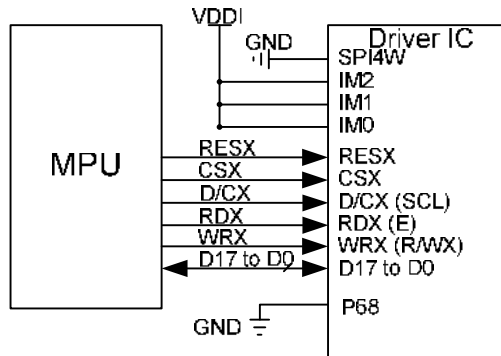 VDDI
GND
Driver IC
SPI4W
IM2
IM1
IM0
MPU
RESX
RESX
CSX
CSX
D/CX
D/CX (SCL)
RDX
RDX (E)
WRX
WRX (R/WX)
D17 to D0
D17 to D0
P68
GND